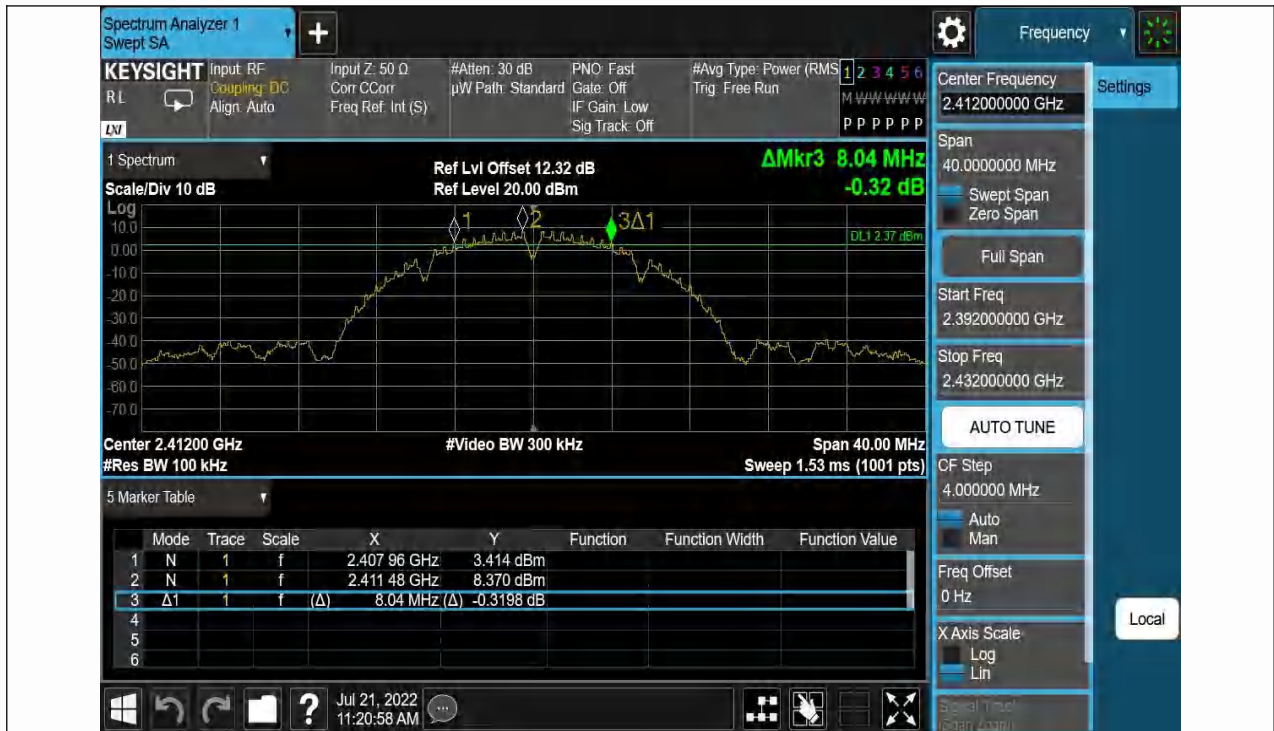 Spectrum Analyzer 1
Swept SA
+
Frequency
KEYSIGHT
RL
LXI
Input: RF
Coupling: DC
Align: Auto
Input Z: 50 Ω
Corr CCorr
Freq Ref: Int (S)
#Atten: 30 dB
µW Path: Standard
PNO: Fast
Gate: Off
IF Gain: Low
Sig Track: Off
#Avg Type: Power (RMS
Trig: Free Run
1 2 3 4 5 6
M W W W W W
P P P P P P
Center Frequency
2.412000000 GHz
Settings
Span
40.0000000 MHz
Swept Span
Zero Span
Full Span
Start Freq
2.392000000 GHz
Stop Freq
2.432000000 GHz
AUTO TUNE
CF Step
4.000000 MHz
Auto
Man
Freq Offset
0 Hz
X Axis Scale
Log
Lin
Signal Track
(Span Zoom)
Local
1 Spectrum
Scale/Div 10 dB
Ref Lvl Offset 12.32 dB
Ref Level 20.00 dBm
ΔMkr3 8.04 MHz
-0.32 dB
Log
10.0
0.00
-10.0
-20.0
-30.0
-40.0
-50.0
-60.0
-70.0
1
2
3Δ1
DL1 2.37 dBm
Center 2.41200 GHz
#Res BW 100 kHz
#Video BW 300 kHz
Span 40.00 MHz
Sweep 1.53 ms (1001 pts)
5 Marker Table
Mode Trace Scale X Y Function Function Width Function Value
1 N 1 f 2.407 96 GHz 3.414 dBm
2 N 1 f 2.411 48 GHz 8.370 dBm
3 Δ1 1 f (Δ) 8.04 MHz (Δ) -0.3198 dB
4
5
6
?
Jul 21, 2022
11:20:58 AM